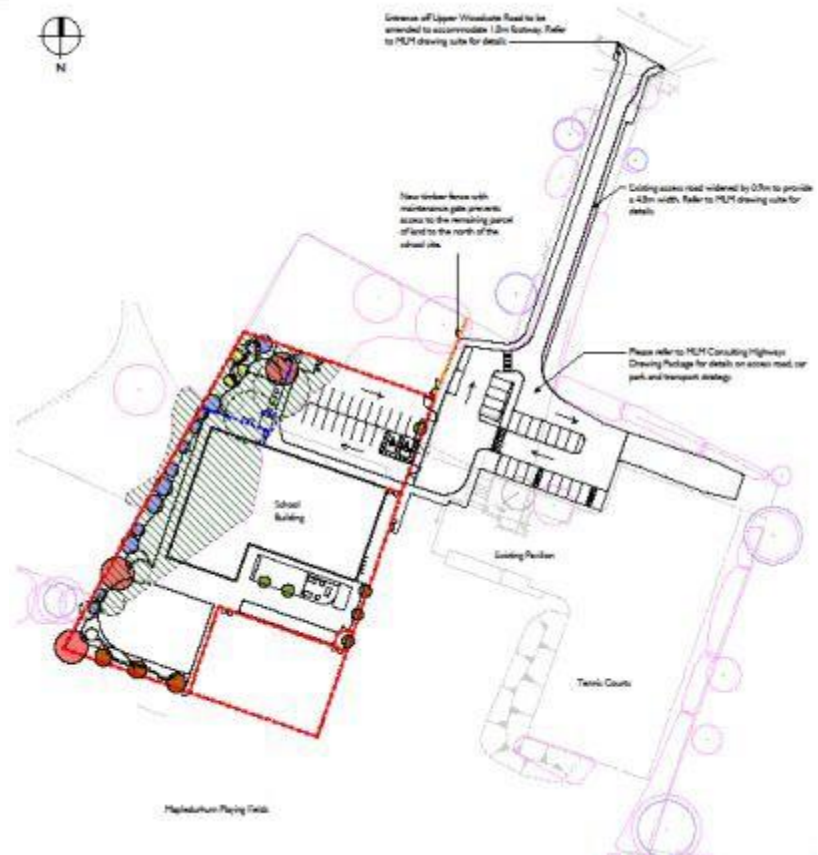 N
Entrance off Upper Woodcote Road to be
amended to accommodate 1.8m footway. Refer
to MLM drawing suite for details
New timber fence with
maintenance gate prevents
access to the remaining parcel
of land to the north of the
school site.
Existing access road widened by 0.9m to provide
a 4.8m width. Refer to MLM drawing suite for
details
Please refer to MLM Consulting Highways
Drawing Package for details on access road, car
park and transport strategy.
School
Building
Existing Pavilion
Tennis Courts
Mapledurham Playing Fields